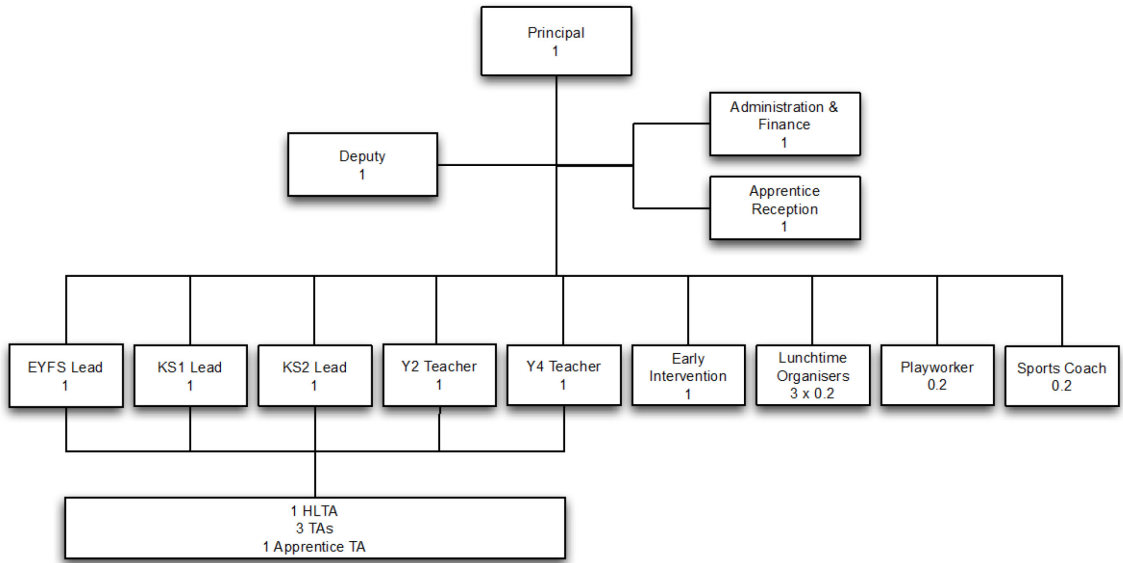 Principal
1
Administration &
Finance
1
Deputy
1
Apprentice
Reception
1
EYFS Lead
1
KS1 Lead
1
KS2 Lead
1
Y2 Teacher
1
Y4 Teacher
1
Early
Intervention
1
Lunchtime
Organisers
3 x 0.2
Playworker
0.2
Sports Coach
0.2
1 HLTA
3 TAs
1 Apprentice TA